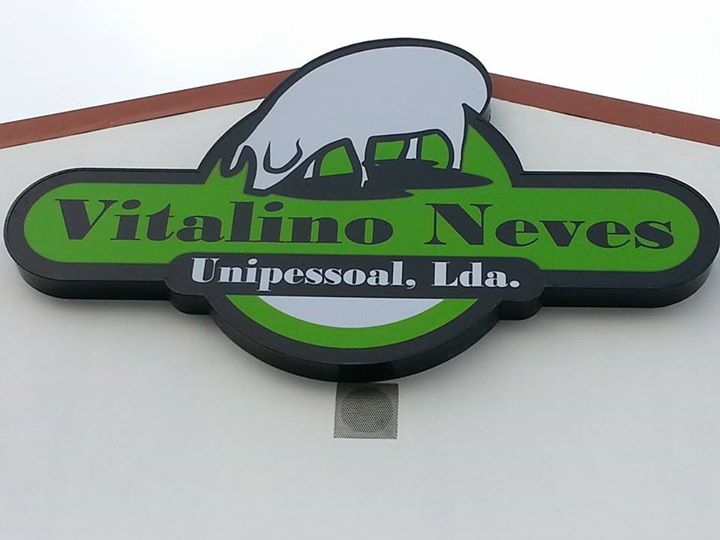 Vitalino Neves
Unipessoal, Lda.